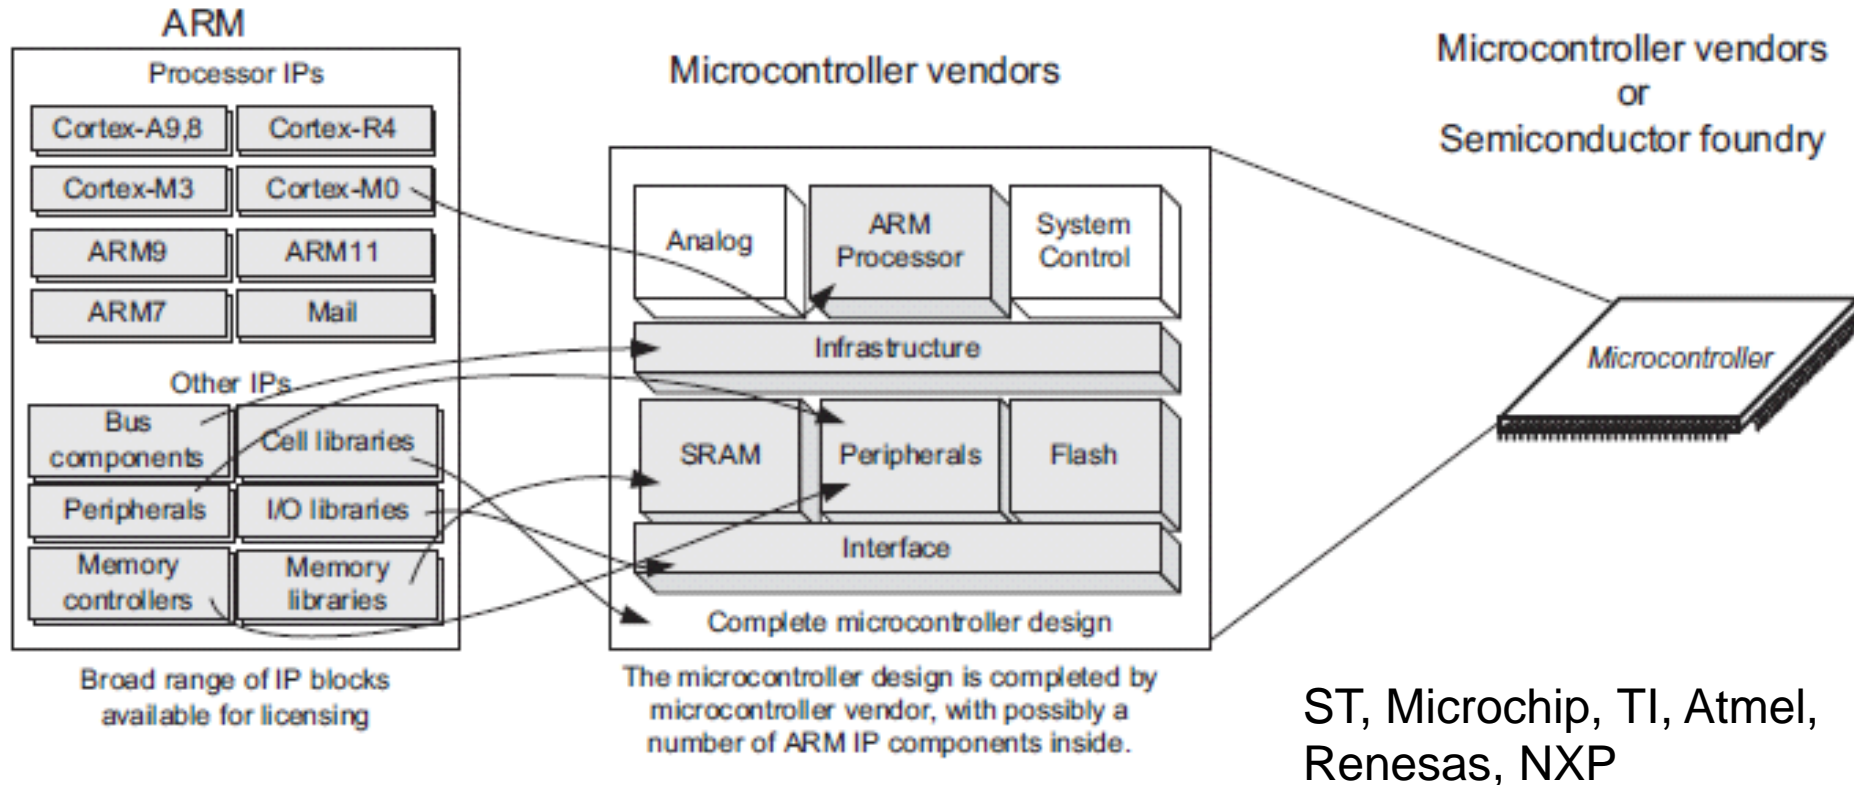 ARM
Processor IPs
Cortex-A9,8
Cortex-R4
Cortex-M3
Cortex-M0
ARM9
ARM11
ARM7
Mail
Other IPs
Bus
components
Cell libraries
Peripherals
I/O libraries
Memory
controllers
Memory
libraries
Broad range of IP blocks
available for licensing
Microcontroller vendors
Analog
ARM
Processor
System
Control
Infrastructure
SRAM
Peripherals
Flash
Interface
Complete microcontroller design
The microcontroller design is completed by
microcontroller vendor, with possibly a
number of ARM IP components inside.
Microcontroller vendors
or
Semiconductor foundry
Microcontroller
ST, Microchip, TI, Atmel,
Renesas, NXP